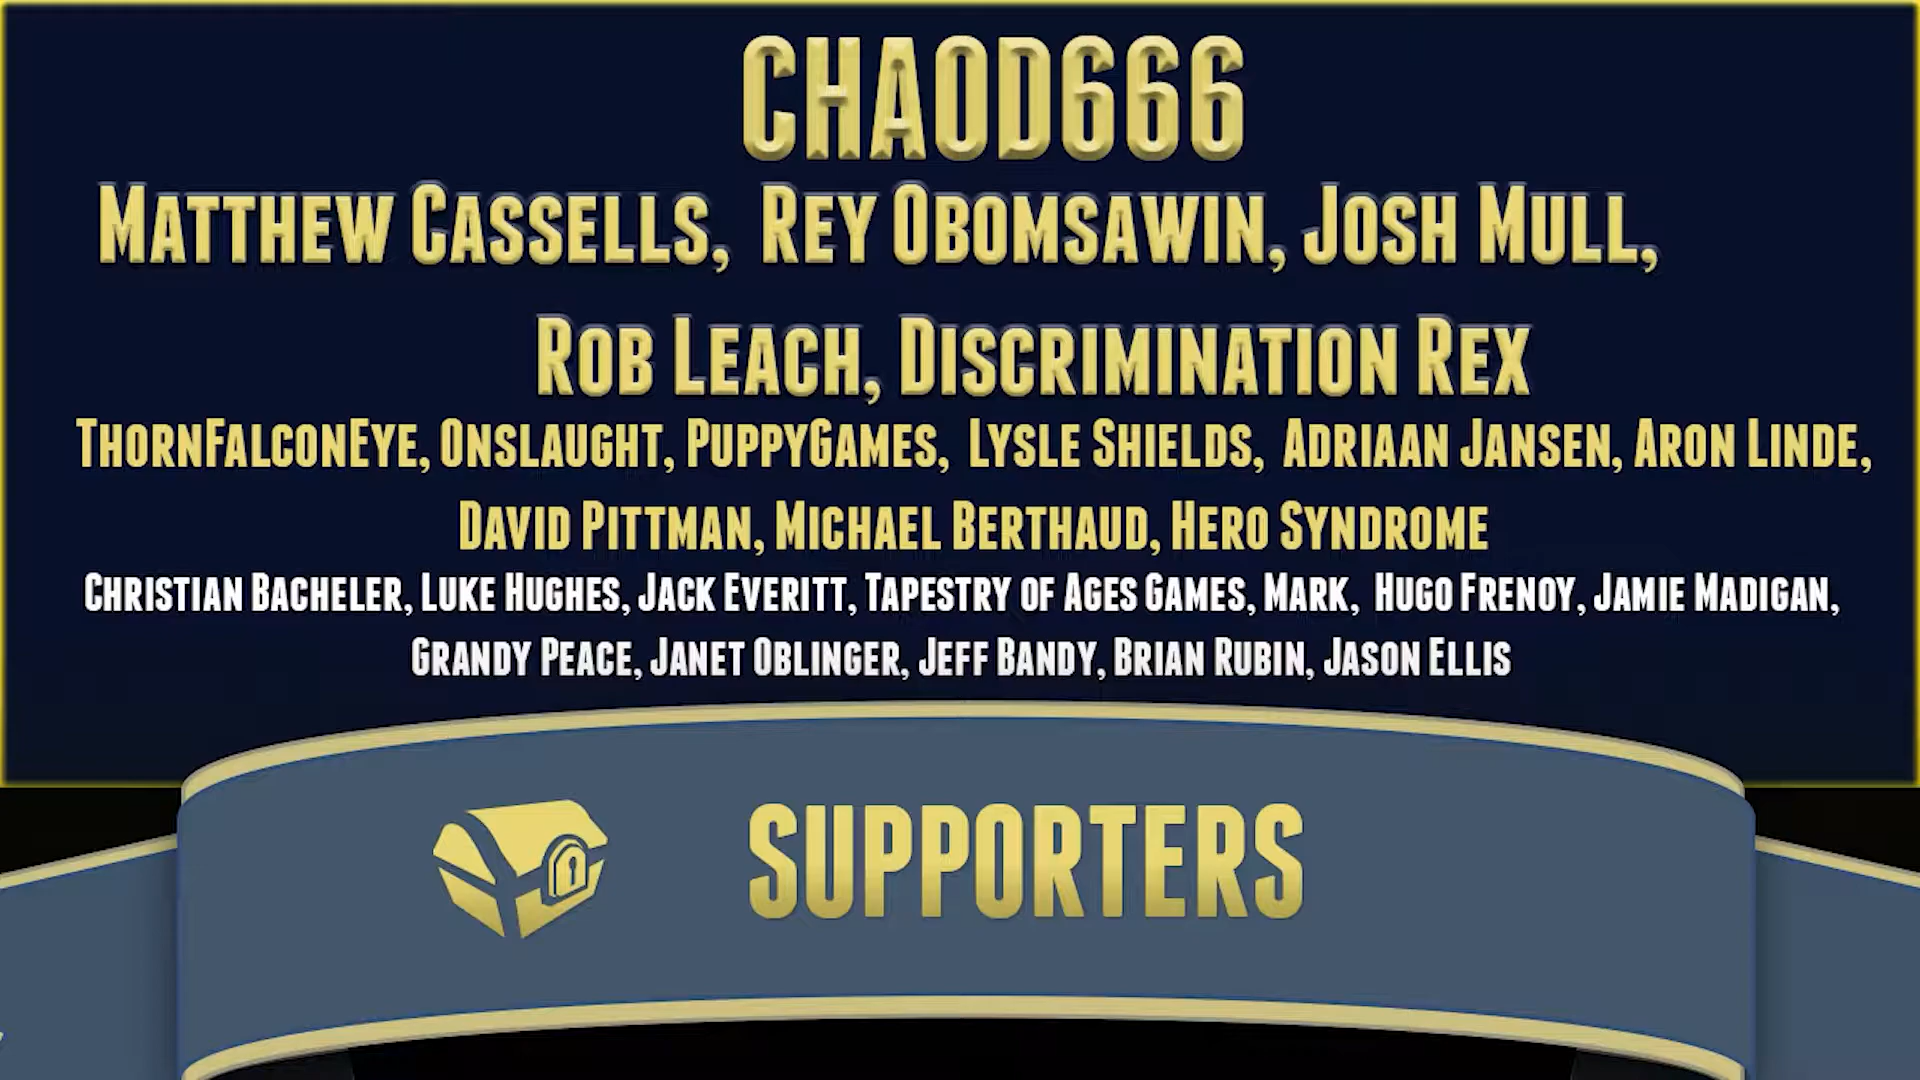 CHAOD666
MATTHEW CASSELLS, REY OBOMSAWIN, JOSH MULL,
ROB LEACH, DISCRIMINATION REX
THORNFALCONEYE, ONSLAUGHT, PUPPYGAMES, LYSLE SHIELDS, ADRIAAN JANSEN, ARON LINDE,
DAVID PITTMAN, MICHAEL BERTHAUD, HERO SYNDROME
CHRISTIAN BACHELER, LUKE HUGHES, JACK EVERITT, TAPESTRY OF AGES GAMES, MARK, HUGO FRENOY, JAMIE MADIGAN,
GRANDY PEACE, JANET OBLINGER, JEFF BANDY, BRIAN RUBIN, JASON ELLIS
SUPPORTERS